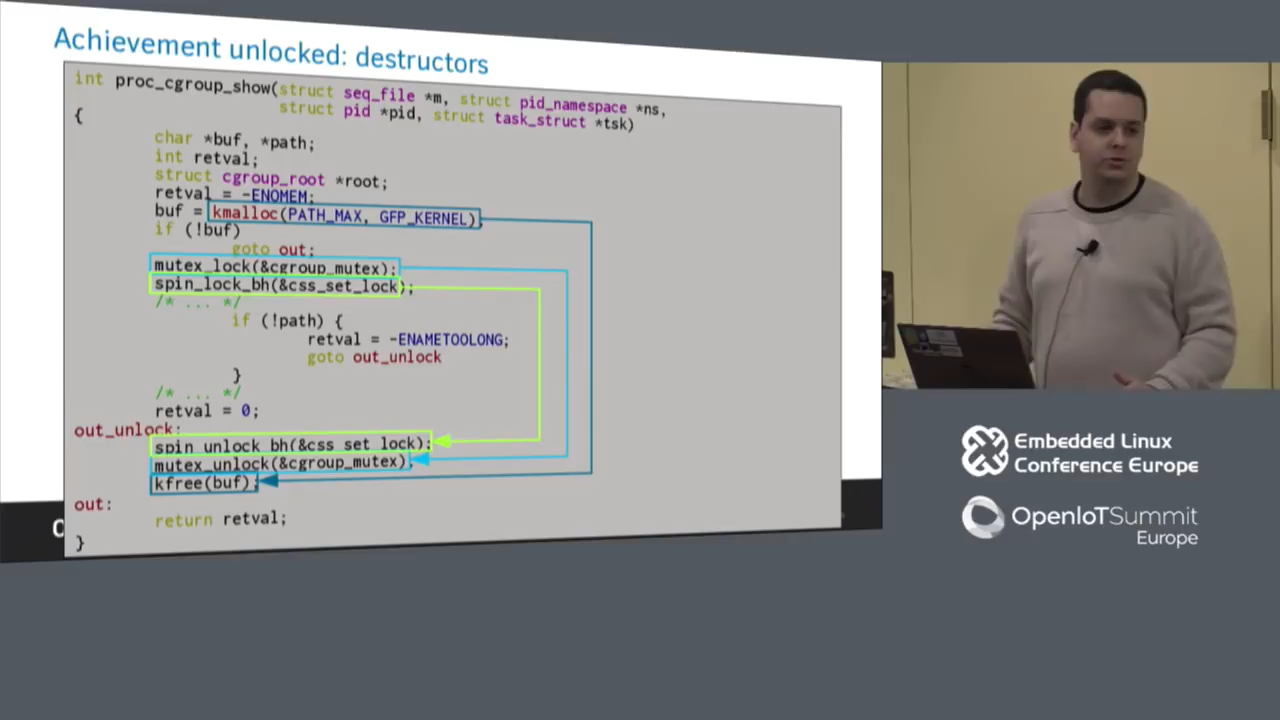 Achievement unlocked: destructors
int proc_cgroup_show(struct seq_file *m, struct pid_namespace *ns,
struct pid *pid, struct task_struct *tsk)
{
char *buf, *path;
int retval;
struct cgroup_root *root;
retval = -ENOMEM;
buf = kmalloc(PATH_MAX, GFP_KERNEL);
if (!buf)
goto out;
mutex_lock(&cgroup_mutex);
spin_lock_bh(&css_set_lock);
/* ... */
if (!path) {
retval = -ENAMETOOLONG;
goto out_unlock
}
/* ... */
retval = 0;
out_unlock:
spin_unlock_bh(&css_set_lock);
mutex_unlock(&cgroup_mutex);
kfree(buf);
out:
return retval;
}
Embedded Linux
Conference Europe
OpenIoTSummit
Europe